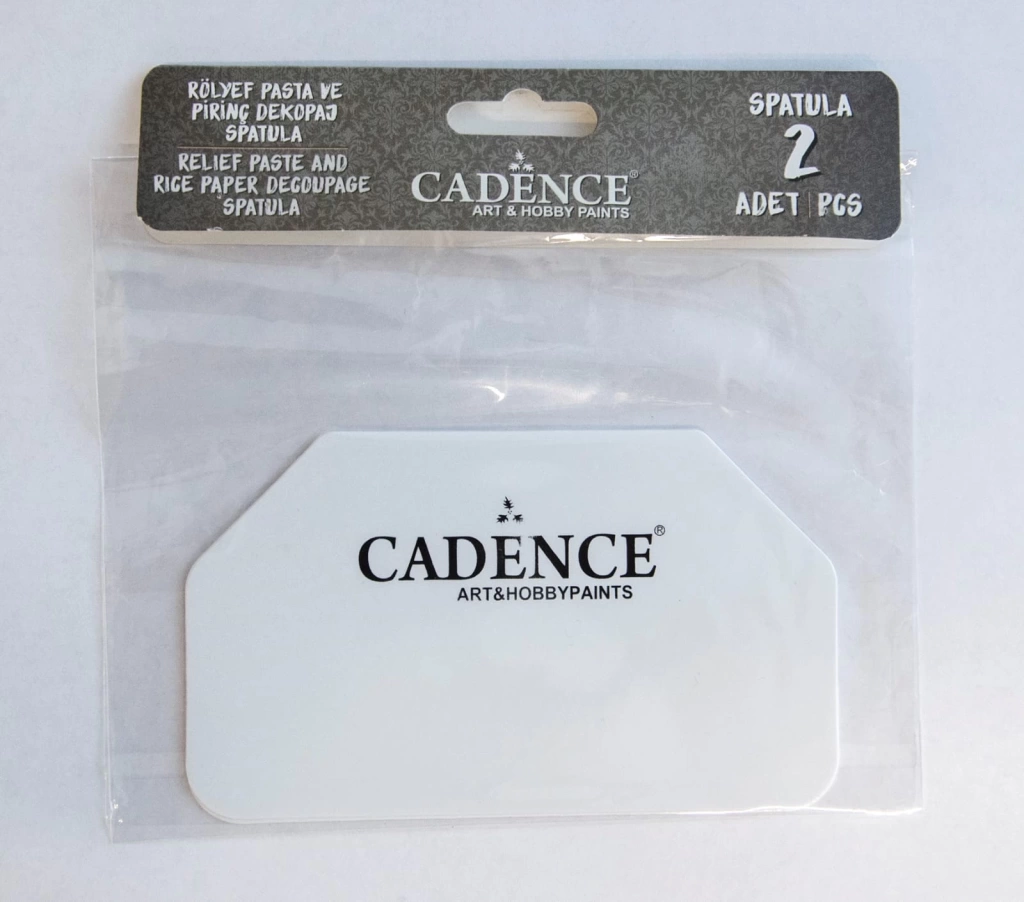 RÖLYEF PASTA VE
PİRİNÇ DEKOPAJ
SPATULA
RELIEF PASTE AND
RICE PAPER DECOUPAGE
SPATULA
CADENCE®
ART & HOBBY PAINTS
SPATULA
2
ADET | PCS
CADENCE®
ART&HOBBYPAINTS